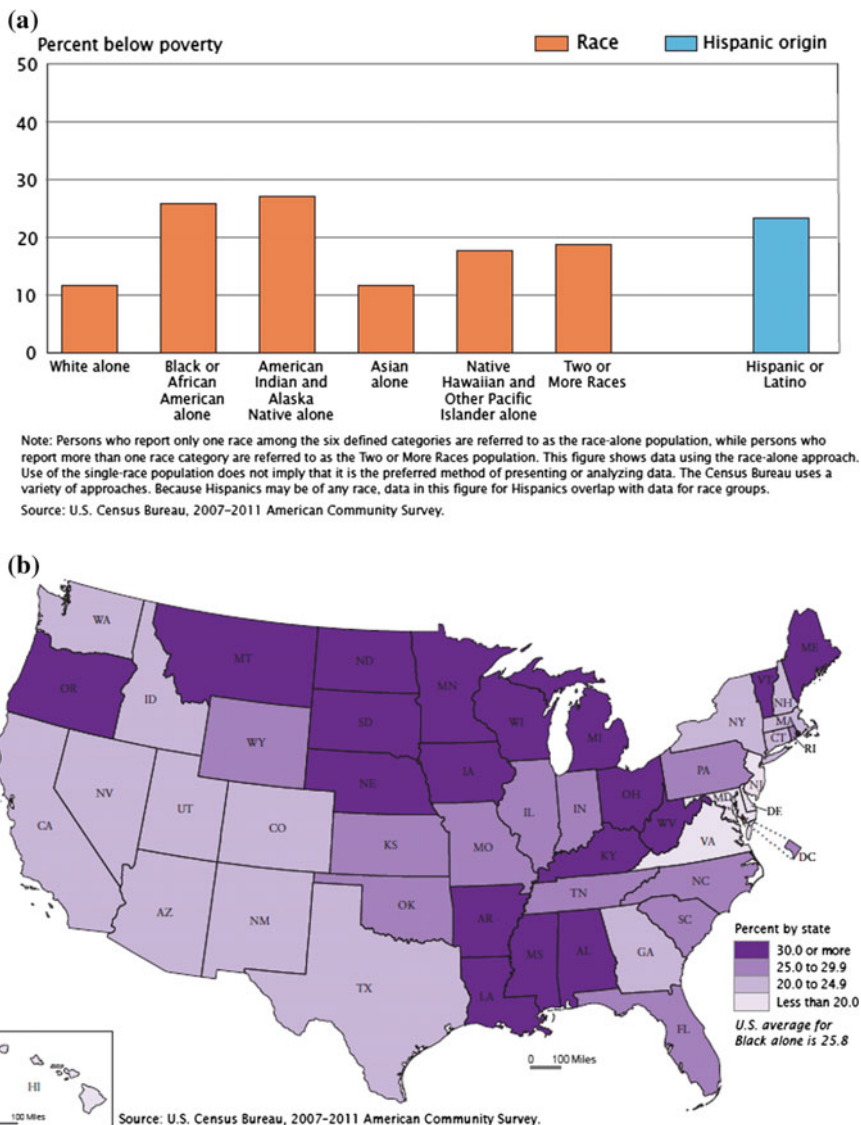 (a)
Percent below poverty
Race
Hispanic origin
50
40
30
20
10
0
White alone
Black or
African
American
alone
American
Indian and
Alaska
Native alone
Asian
alone
Native
Hawaiian and
Other Pacific
Islander alone
Two or
More Races
Hispanic or
Latino
Note: Persons who report only one race among the six defined categories are referred to as the race-alone population, while persons who
report more than one race category are referred to as the Two or More Races population. This figure shows data using the race-alone approach.
Use of the single-race population does not imply that it is the preferred method of presenting or analyzing data. The Census Bureau uses a
variety of approaches. Because Hispanics may be of any race, data in this figure for Hispanics overlap with data for race groups.
Source: U.S. Census Bureau, 2007–2011 American Community Survey.
(b)
WA
MT
ND
MN
ME
OR
ID
SD
WI
MI
VT
NH
NY
MA
CT
RI
WY
NE
IA
PA
NJ
NV
UT
CO
IL
IN
OH
MD
DE
CA
KS
MO
WV
VA
KY
DC
AZ
NM
OK
AR
TN
NC
SC
TX
LA
MS
AL
GA
FL
Percent by state
30.0 or more
25.0 to 29.9
20.0 to 24.9
Less than 20.0
U.S. average for
Black alone is 25.8
0 100 Miles
HI
100 Miles
Source: U.S. Census Bureau, 2007–2011 American Community Survey.